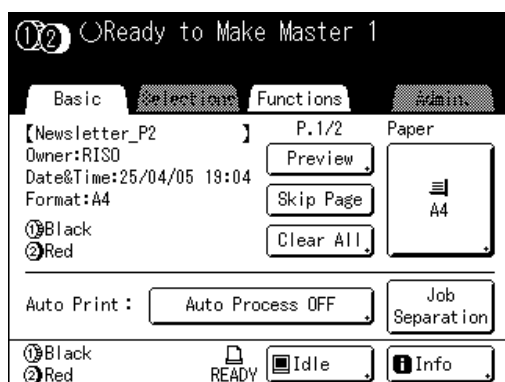 ①② Ready to Make Master 1
Basic Selections Functions Admin.
【Newsletter_P2 】 P.1/2 Paper
Owner:RISO Preview
Date&Time:25/04/05 19:04
Format:A4 Skip Page A4
①Black
②Red Clear All
Auto Print: Auto Process OFF Job Separation
①Black
②Red READY Idle Info